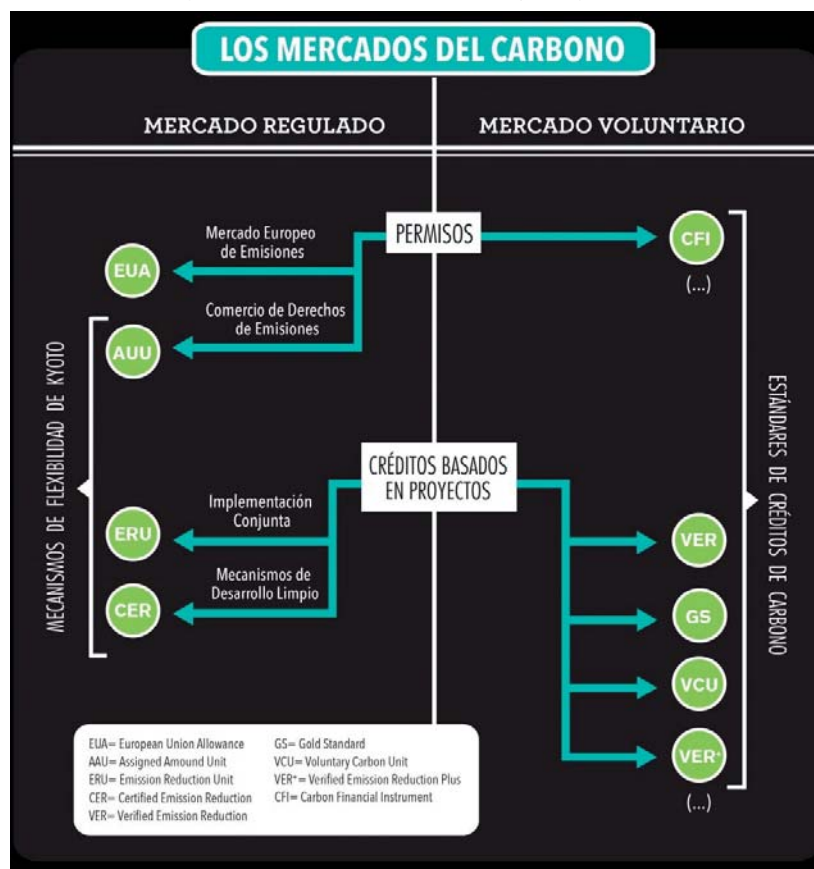 LOS MERCADOS DEL CARBONO
MERCADO REGULADO
MERCADO VOLUNTARIO
PERMISOS
Mercado Europeo
de Emisiones
EUA
CFI
(...)
Comercio de Derechos
de Emisiones
AUU
MECANISMOS DE FLEXIBILIDAD DE KYOTO
ESTÁNDARES DE CRÉDITOS DE CARBONO
CRÉDITOS BASADOS
EN PROYECTOS
Implementación
Conjunta
ERU
Mecanismos de
Desarrollo Limpio
CER
VER
GS
VCU
VER+
(...)
EUA= European Union Allowance
AAU= Assigned Amound Unit
ERU= Emission Reduction Unit
CER= Certified Emission Reduction
VER= Verified Emission Reduction
GS= Gold Standard
VCU= Voluntary Carbon Unit
VER+= Verified Emission Reduction Plus
CFI= Carbon Financial Instrument